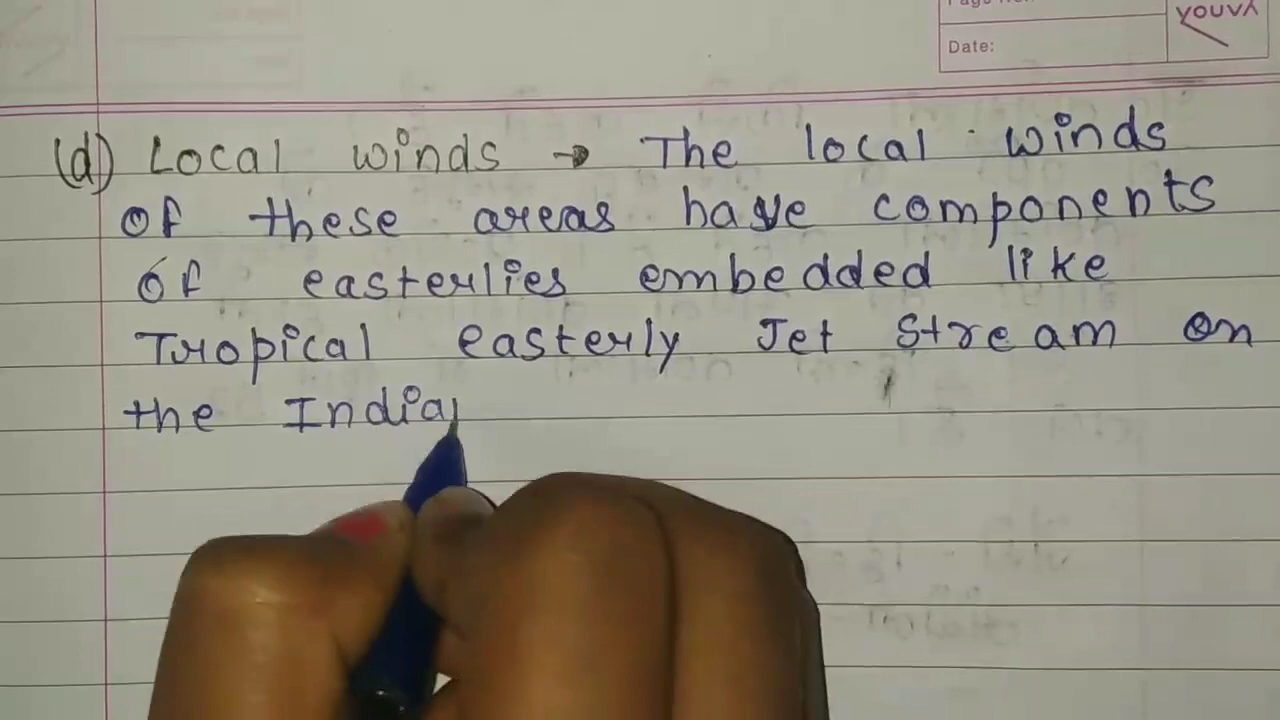 Date:
YOUVA
(d) Local winds → The local winds
of these areas have components
of easterlies embedded like
Tropical easterly Jet Stream on
the India